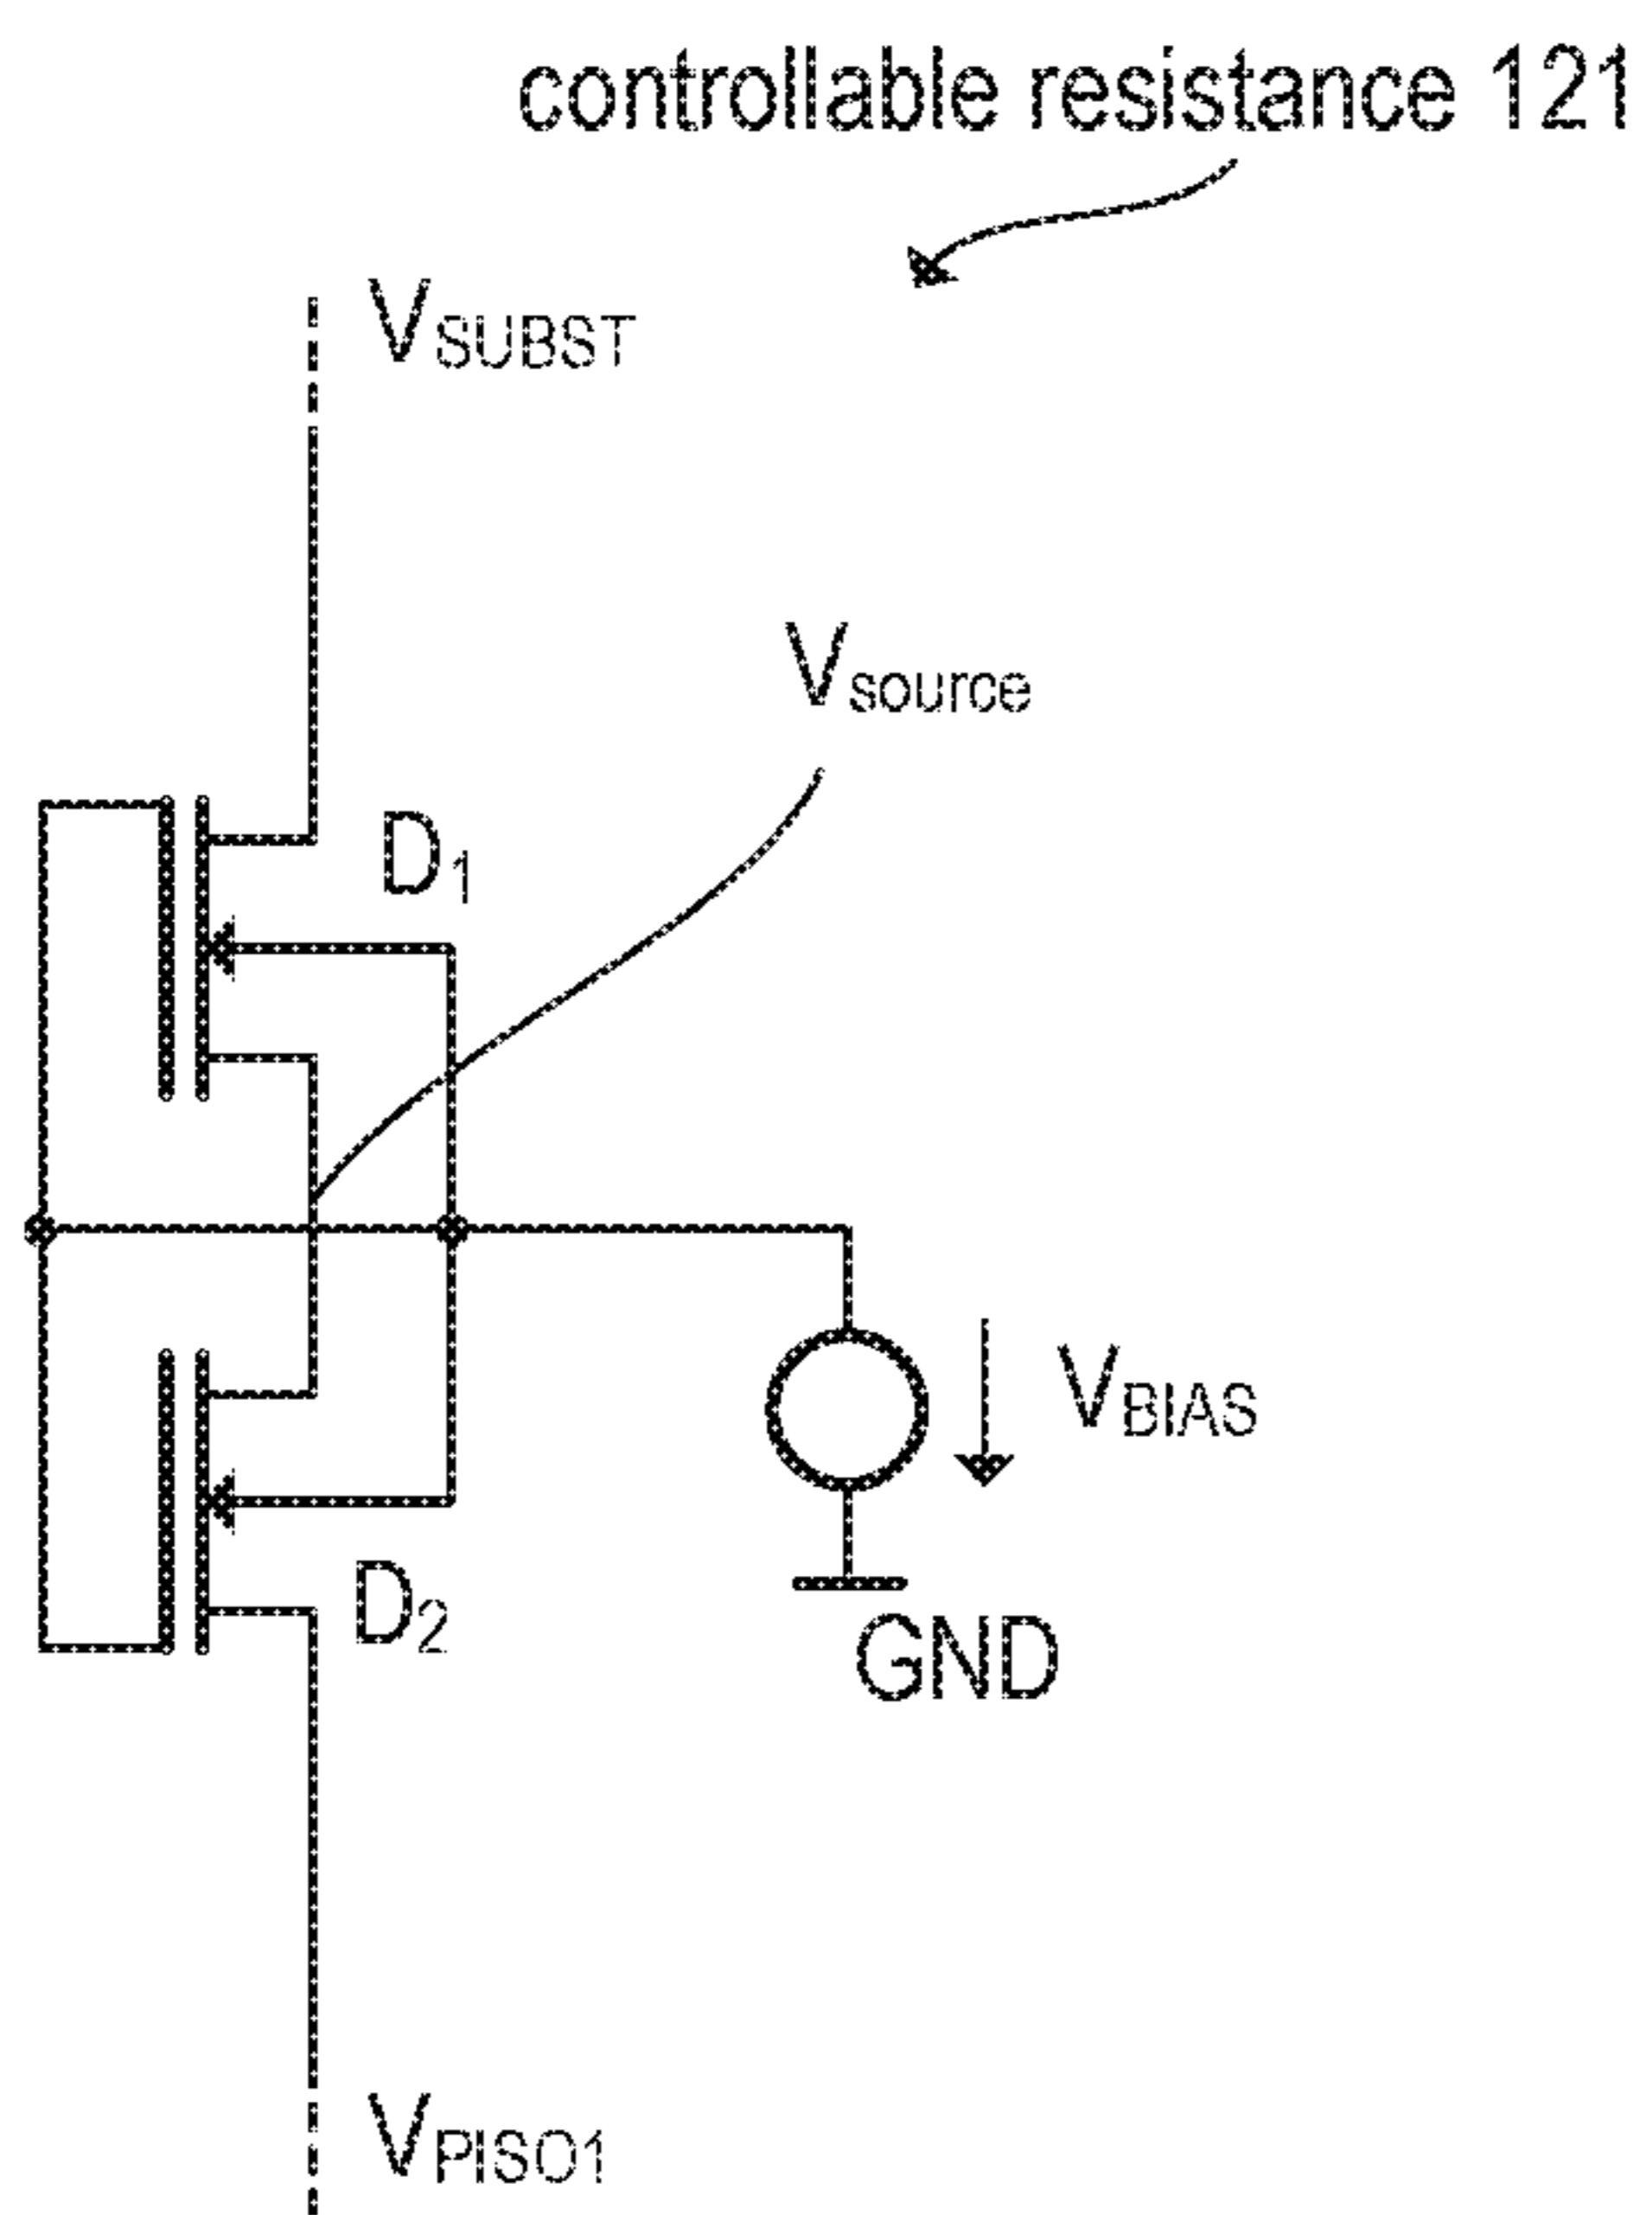 controllable resistance 121
VSUBST
Vsource
D1
VBIAS
D2
GND
VPISO1